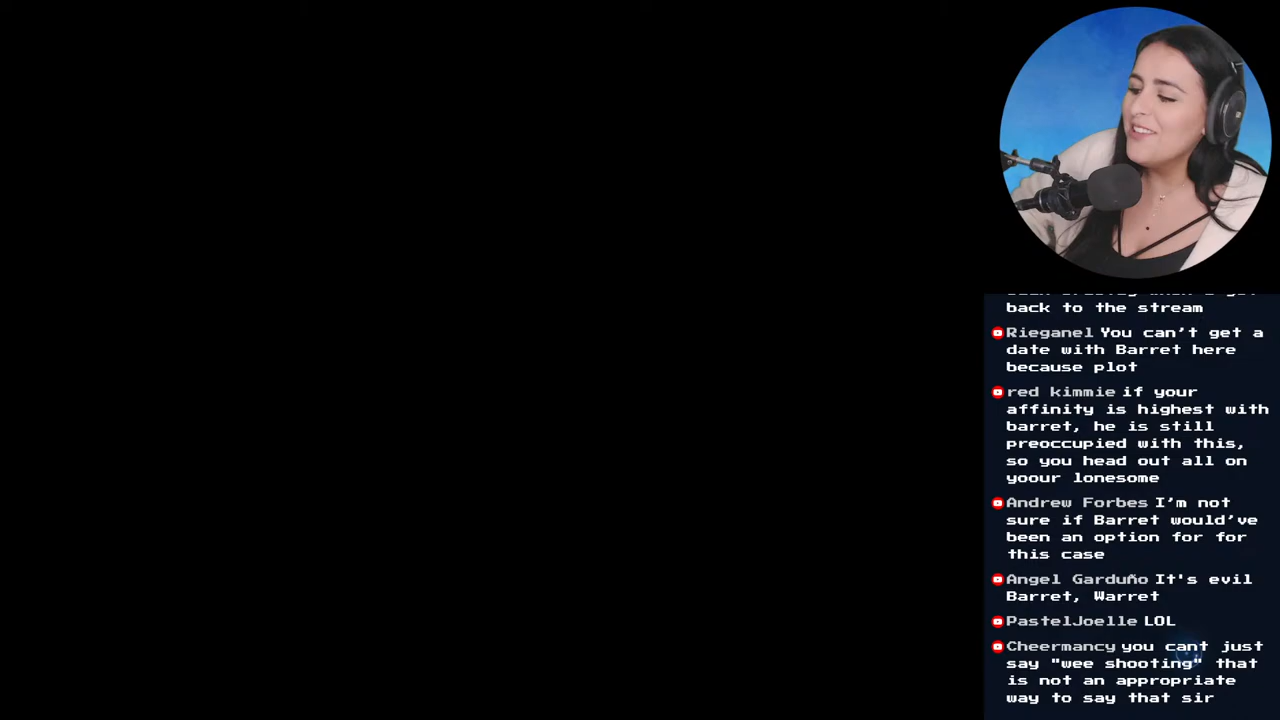 back to the stream
Rieganel You can't get a
date with Barret here
because plot
red kimmie if your
affinity is highest with
barret, he is still
preoccupied with this,
so you head out all on
yoour lonesome
Andrew Forbes I'm not
sure if Barret would've
been an option for for
this case
Angel Garduño It's evil
Barret, Warret
PastelJoelle LOL
Cheermancy you cant just
say "wee shooting" that
is not an appropriate
way to say that sir